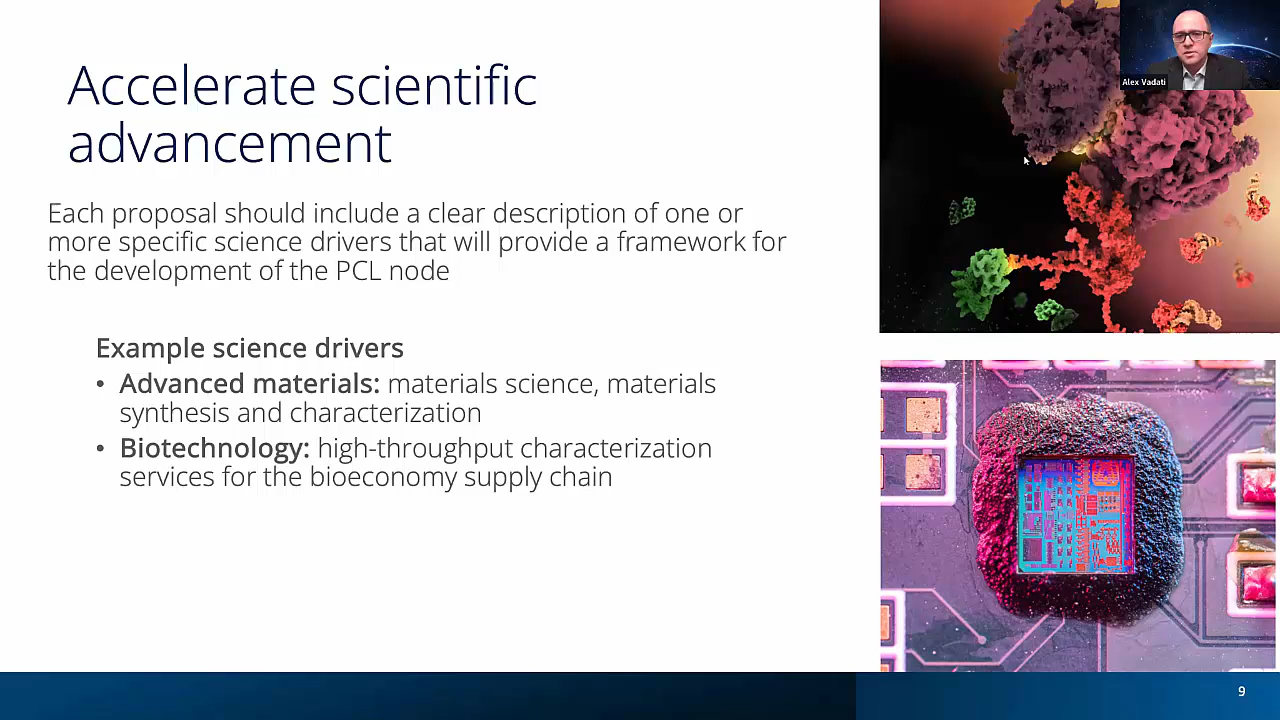 Accelerate scientific
advancement
Each proposal should include a clear description of one or
more specific science drivers that will provide a framework for
the development of the PCL node
Example science drivers
• Advanced materials: materials science, materials
synthesis and characterization
• Biotechnology: high-throughput characterization
services for the bioeconomy supply chain
Alex Vadati
9